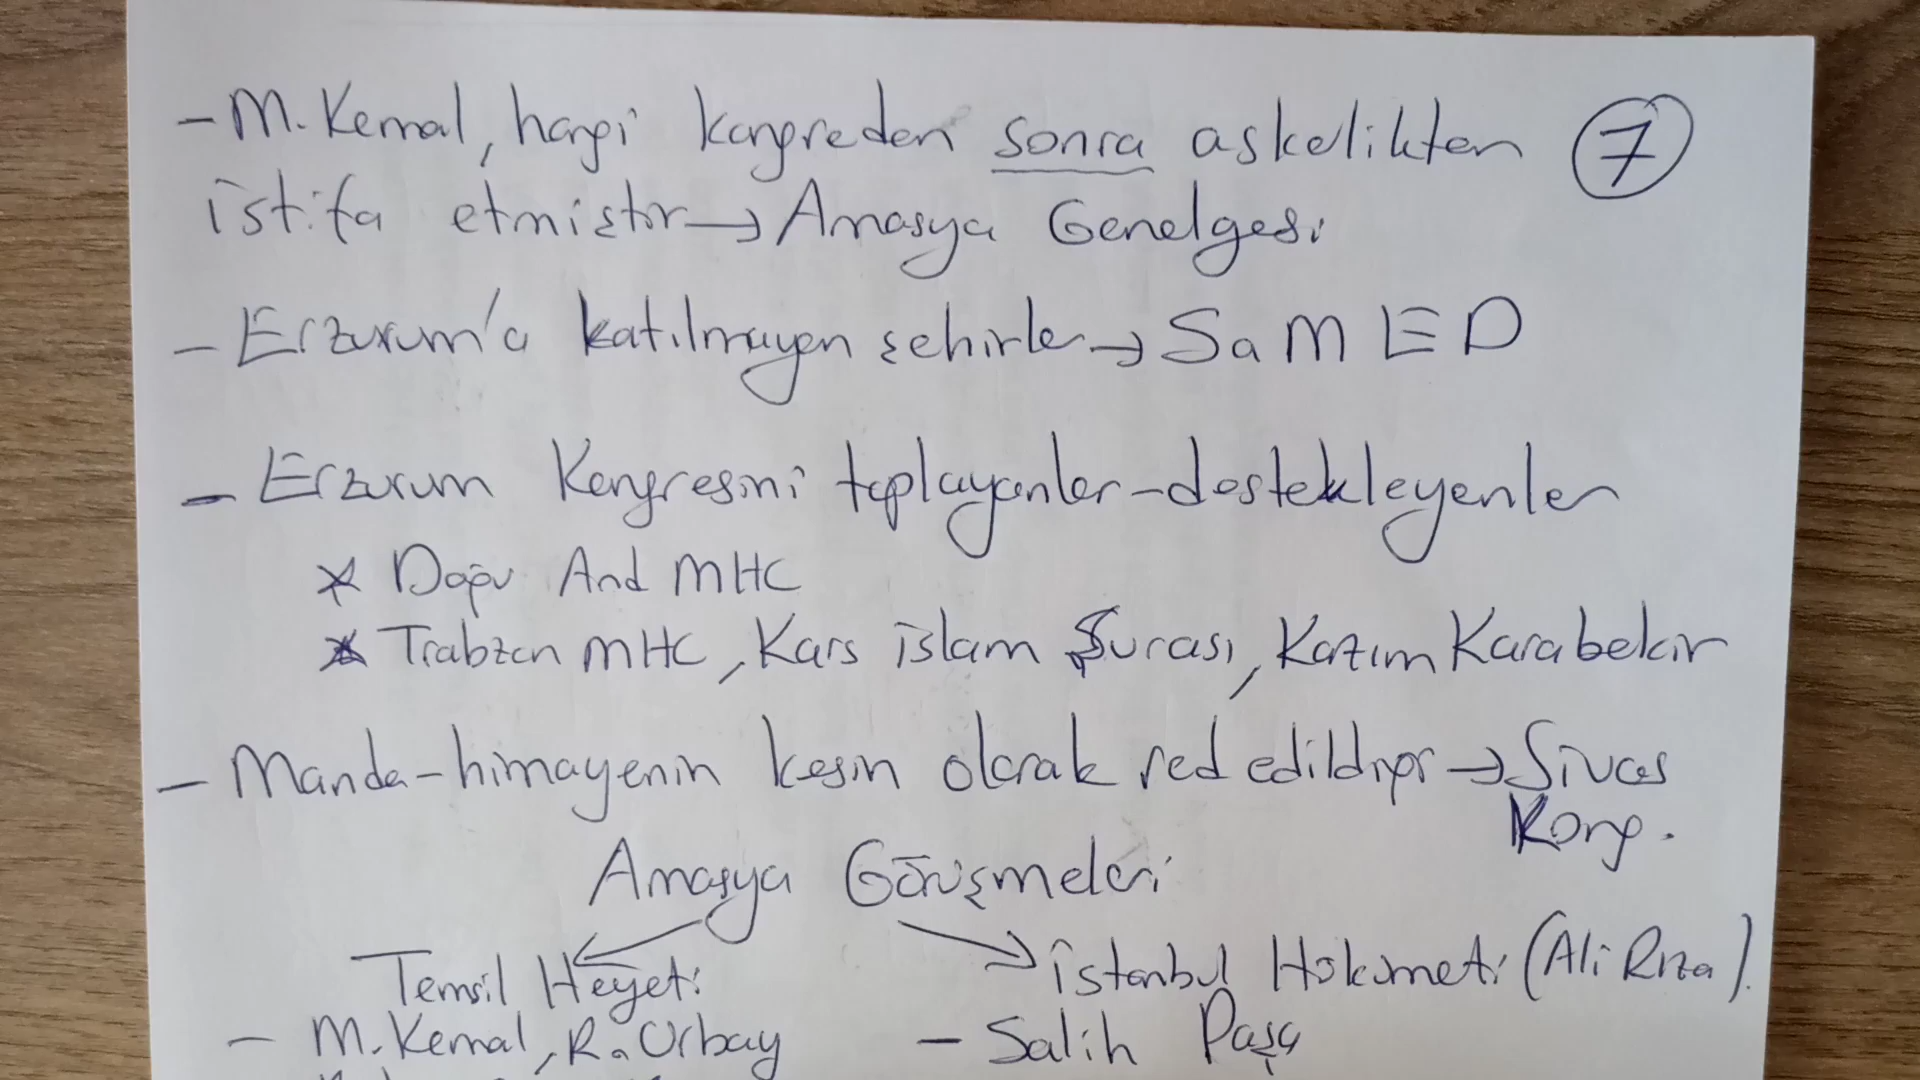 - M. Kemal, hangi kongreden sonra askelikten ⑦
istifa etmiştir → Amasya Genelgesi
- Erzurum'a katılmayan şehirler → SaMED
- Erzurum Kongresini toplayanlar - destekleyenler
* Doğu And MHC
* Trabzon MHC, Kars islam Şurası, Kazım Karabekir
- Manda-himayenin kesin olarak red edildiği → Sivas
Kong.
Amasya Görüşmeleri
Temsil Heyeti
İstanbul Hükümeti (Ali Rıza).
- M. Kemal, R. Orbay
- Salih Paşa